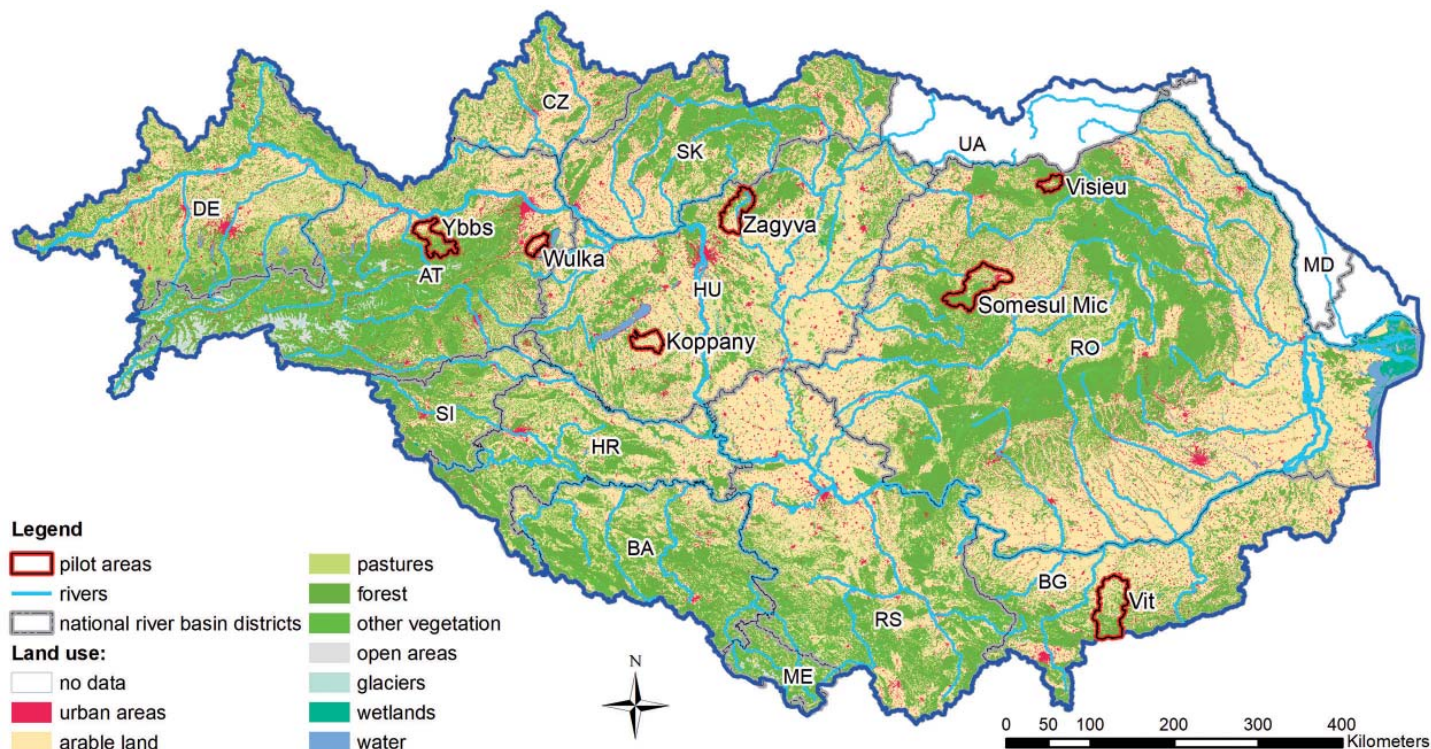 CZ
SK
UA
Visieu
DE
Ybbs
Zagyva
Wulka
AT
MD
HU
Somesul Mic
Koppany
RO
SI
HR
BA
BG
Vit
RS
ME
Legend
pilot areas
rivers
national river basin districts
Land use:
no data
urban areas
arable land
pastures
forest
other vegetation
open areas
glaciers
wetlands
water
N
0 50 100 200 300 400
Kilometers